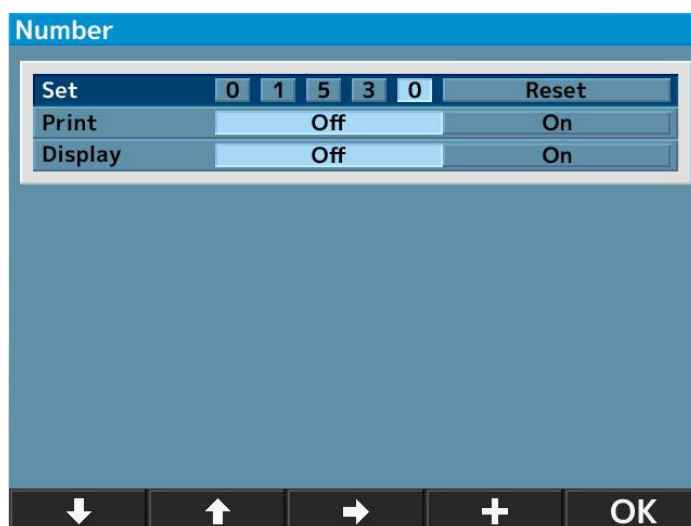 Number
Set 0 1 5 3 0 Reset
Print Off On
Display Off On
OK